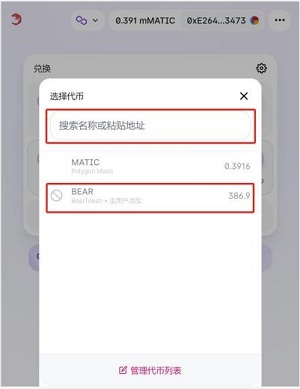 0.391 mMATIC
0xE264...3473
兑换
选择代币
搜索名称或粘贴地址
MATIC
Polygon Matic
0.3916
BEAR
BearToken • 由用户添加
386.9
管理代币列表